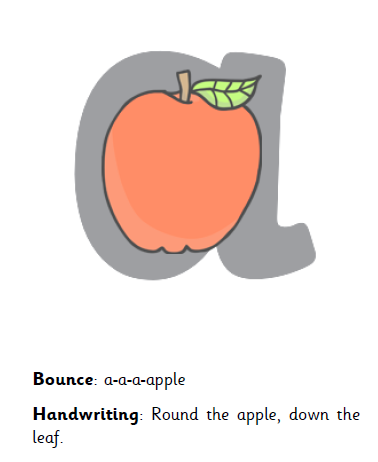 a
Bounce: a-a-a-apple
Handwriting: Round the apple, down the
leaf.